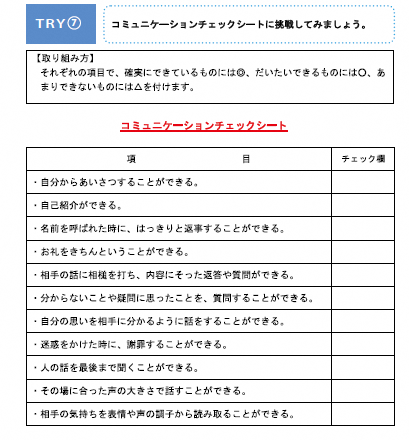 TRY⑦
コミュニケーションチェックシートに挑戦してみましょう。
【取り組み方】
それぞれの項目で、確実にできているものには◎、だいたいできるものには○、あ
まりできないものには△を付けます。
コミュニケーションチェックシート
項　目　チェック欄
・自分からあいさつすることができる。
・自己紹介ができる。
・名前を呼ばれた時に、はっきりと返事することができる。
・お礼をきちんということができる。
・相手の話に相槌を打ち、内容にそった返答や質問ができる。
・分からないことや疑問に思ったことを、質問することができる。
・自分の思いを相手に分かるように話をすることができる。
・迷惑をかけた時に、謝罪することができる。
・人の話を最後まで聞くことができる。
・その場に合った声の大きさで話すことができる。
・相手の気持ちを表情や声の調子から読み取ることができる。